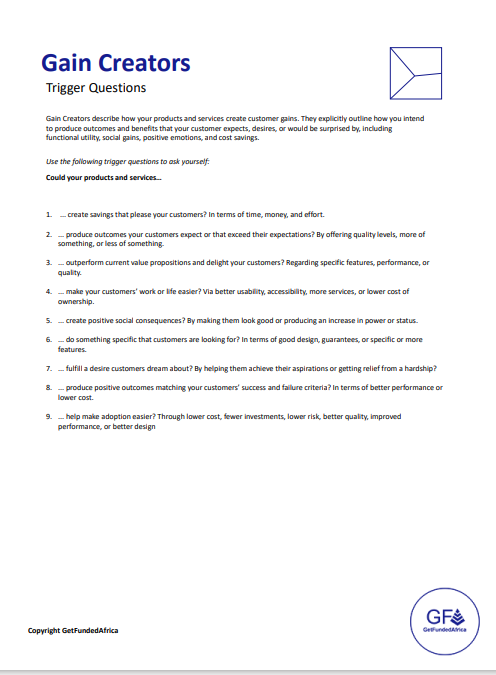 Gain Creators
Trigger Questions
Gain Creators describe how your products and services create customer gains. They explicitly outline how you intend
to produce outcomes and benefits that your customer expects, desires, or would be surprised by, including
functional utility, social gains, positive emotions, and cost savings.
Use the following trigger questions to ask yourself:
Could your products and services…
1. … create savings that please your customers? In terms of time, money, and effort.
2. … produce outcomes your customers expect or that exceed their expectations? By offering quality levels, more of
something, or less of something.
3. … outperform current value propositions and delight your customers? Regarding specific features, performance, or
quality.
4. … make your customers’ work or life easier? Via better usability, accessibility, more services, or lower cost of
ownership.
5. … create positive social consequences? By making them look good or producing an increase in power or status.
6. … do something specific that customers are looking for? In terms of good design, guarantees, or specific or more
features.
7. … fulfill a desire customers dream about? By helping them achieve their aspirations or getting relief from a hardship?
8. … produce positive outcomes matching your customers’ success and failure criteria? In terms of better performance or
lower cost.
9. … help make adoption easier? Through lower cost, fewer investments, lower risk, better quality, improved
performance, or better design
GF
GetFundedAfrica
Copyright GetFundedAfrica